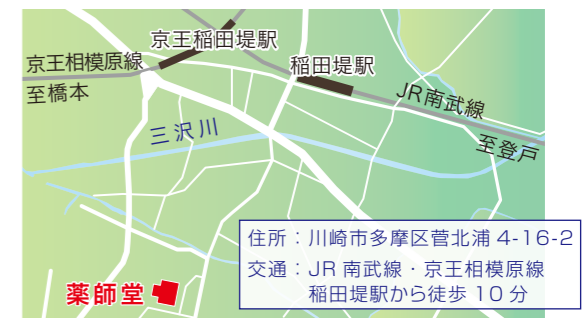 京王稲田堤駅
稲田堤駅
京王相模原線
至橋本
JR南武線
至登戸
三沢川
薬師堂
住所：川崎市多摩区菅北浦 4-16-2
交通：JR 南武線・京王相模原線
稲田堤駅から徒歩 10 分